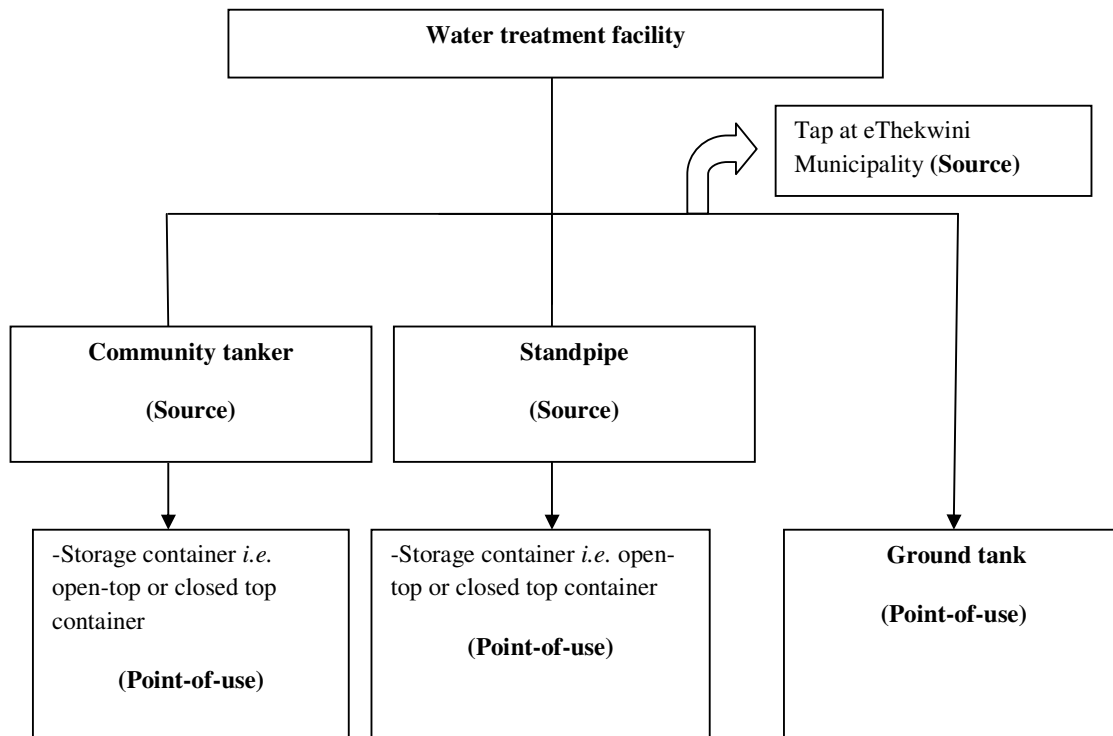 Water treatment facility
Tap at eThekwini
Municipality (Source)
Community tanker
(Source)
Standpipe
(Source)
-Storage container i.e.
open-top or closed top
container
(Point-of-use)
-Storage container i.e. open-
top or closed top container
(Point-of-use)
Ground tank
(Point-of-use)